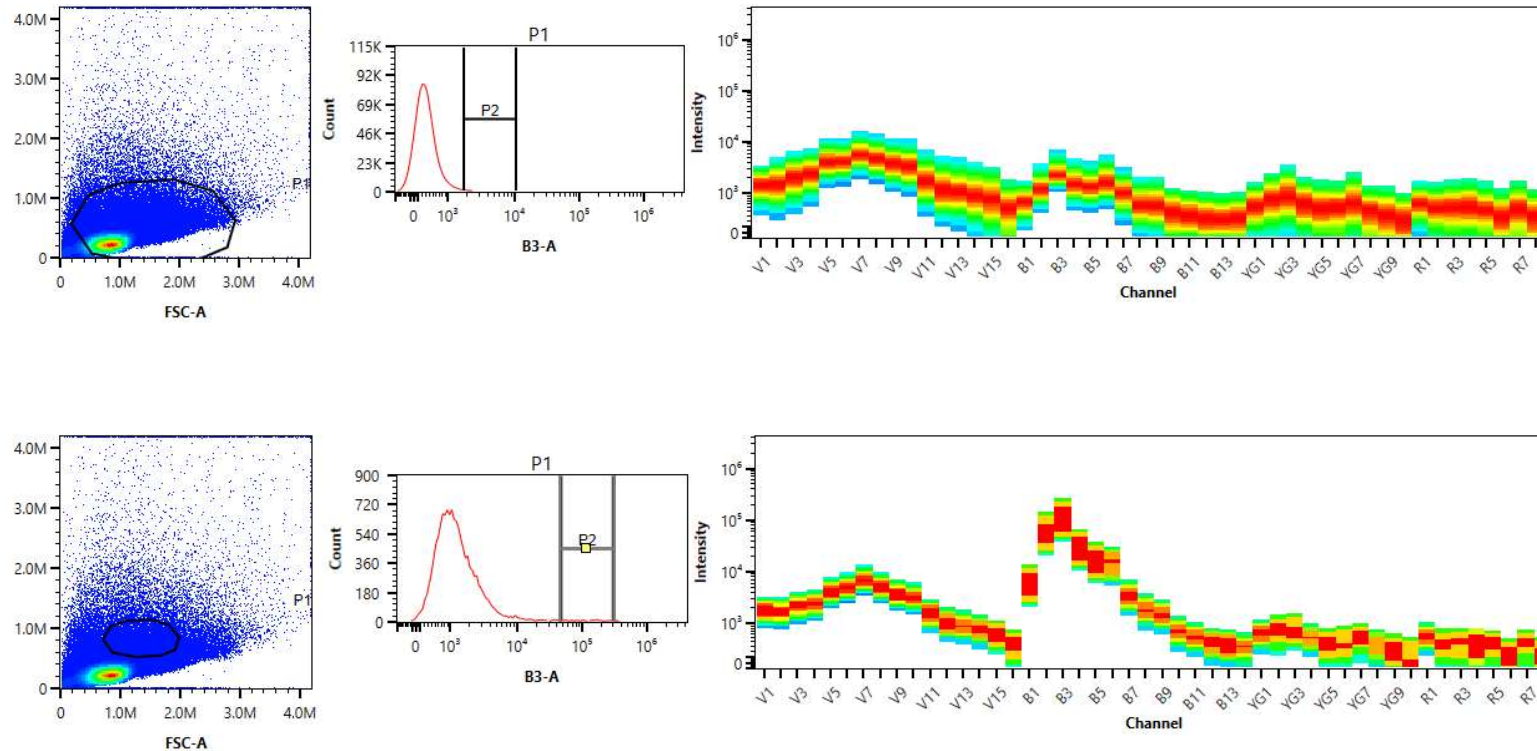 4.0M
3.0M
2.0M
1.0M
0
0 1.0M 2.0M 3.0M 4.0M
FSC-A
P1
P1
115K
92K
69K
46K
23K
0
Count
P2
0 10³ 10⁴ 10⁵ 10⁶
B3-A
Intensity
10⁶
10⁵
10⁴
10³
0
V1 V3 V5 V7 V9 V11 V13 V15 B1 B3 B5 B7 B9 B11 B13 YG1 YG3 YG5 YG7 YG9 R1 R3 R5 R7
Channel
4.0M
3.0M
2.0M
1.0M
0
0 1.0M 2.0M 3.0M 4.0M
FSC-A
P1
P1
900
720
540
360
180
0
Count
P2
0 10³ 10⁴ 10⁵ 10⁶
B3-A
Intensity
10⁶
10⁵
10⁴
10³
0
V1 V3 V5 V7 V9 V11 V13 V15 B1 B3 B5 B7 B9 B11 B13 YG1 YG3 YG5 YG7 YG9 R1 R3 R5 R7
Channel